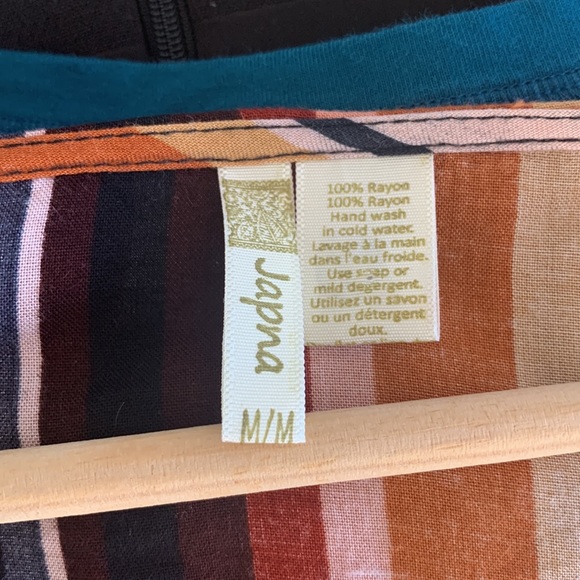 Japna
M/M
100% Rayon
100% Rayon
Hand wash
in cold water.
Lavage à la main
dans l'eau froide.
Use soap or
mild degergent.
Utilisez un savon
ou un détergent
doux.